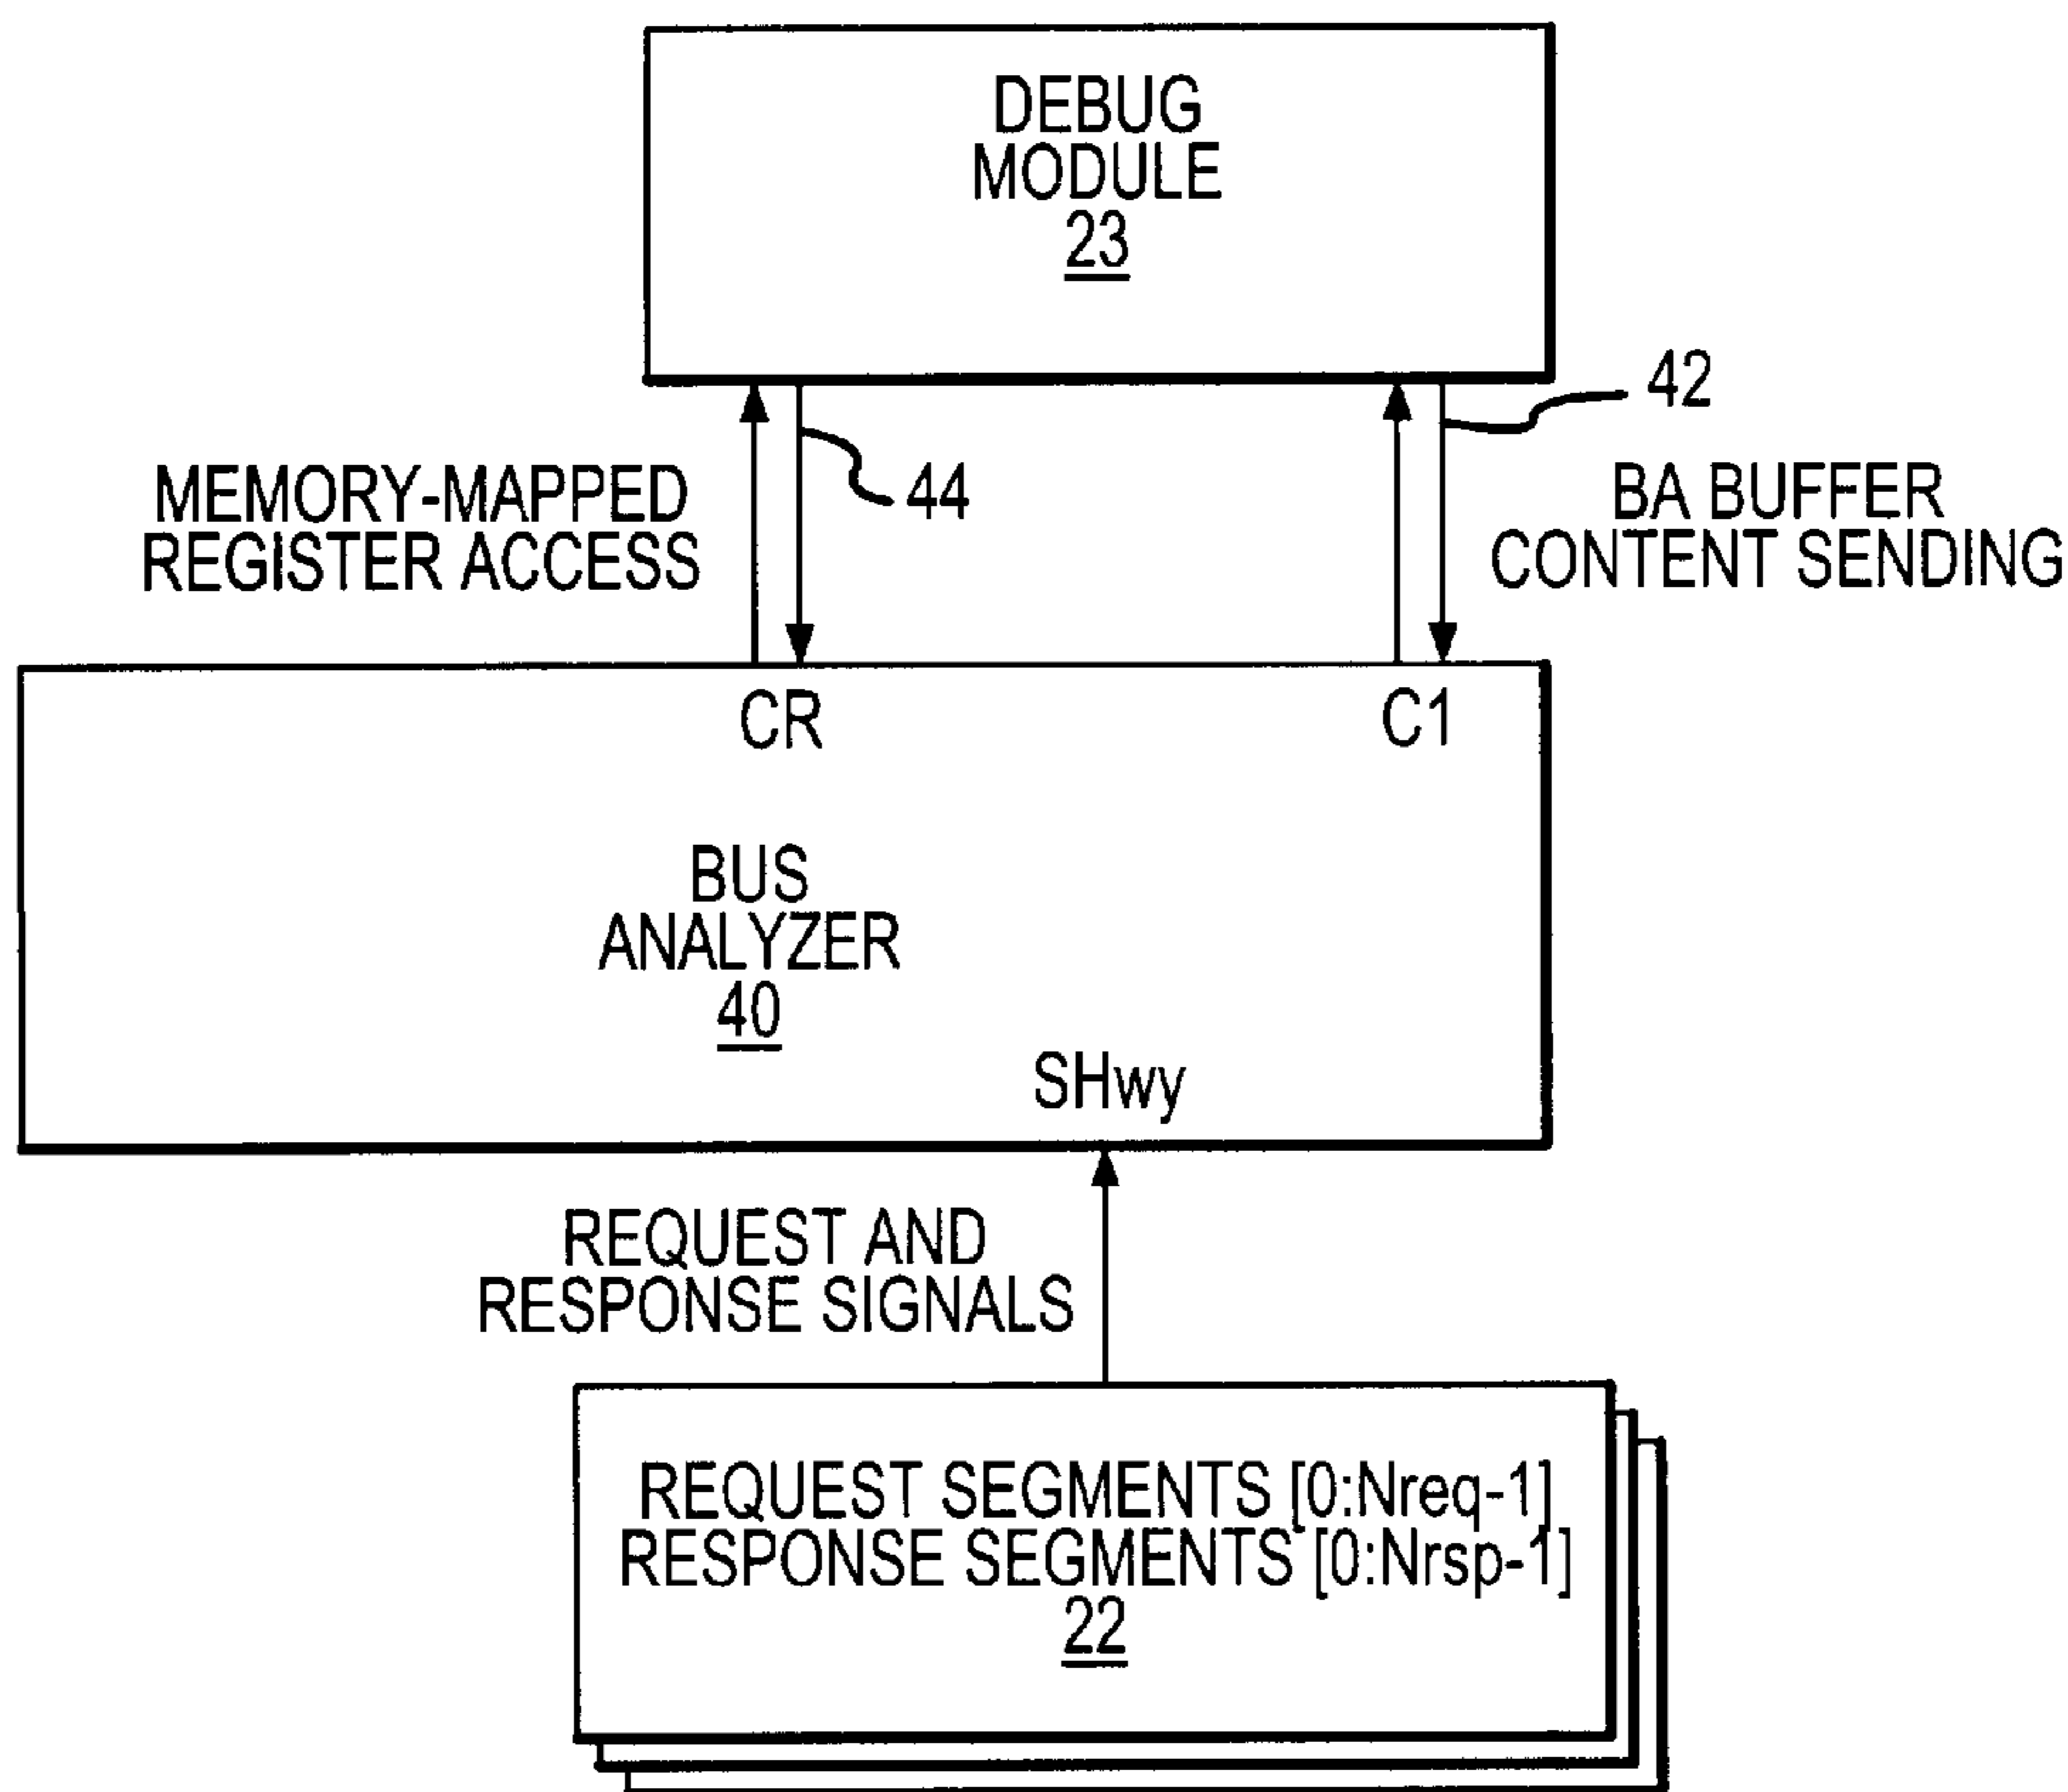 DEBUG
MODULE
23
42
44
MEMORY-MAPPED
REGISTER ACCESS
BA BUFFER
CONTENT SENDING
CR
C1
BUS
ANALYZER
40
SHwy
REQUEST AND
RESPONSE SIGNALS
REQUEST SEGMENTS [0:Nreq-1]
RESPONSE SEGMENTS [0:Nrsp-1]
22